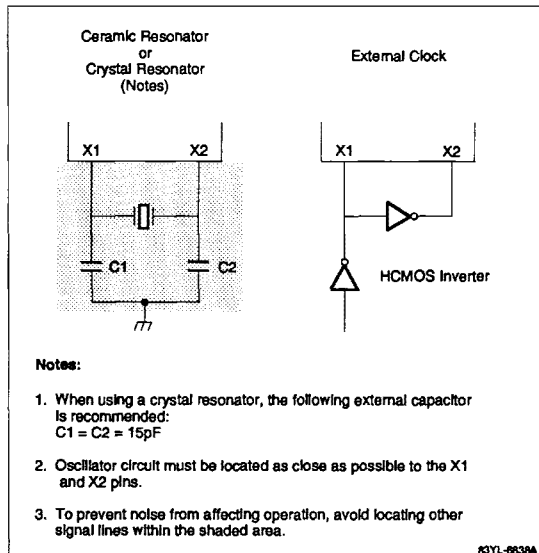 Ceramic Resonator
or
Crystal Resonator
(Notes)
External Clock
X1 X2
X1 X2
C1 C2
HCMOS Inverter
Notes:
1. When using a crystal resonator, the following external capacitor
is recommended:
C1 = C2 = 15pF
2. Oscillator circuit must be located as close as possible to the X1
and X2 pins.
3. To prevent noise from affecting operation, avoid locating other
signal lines within the shaded area.
83YL-6638A